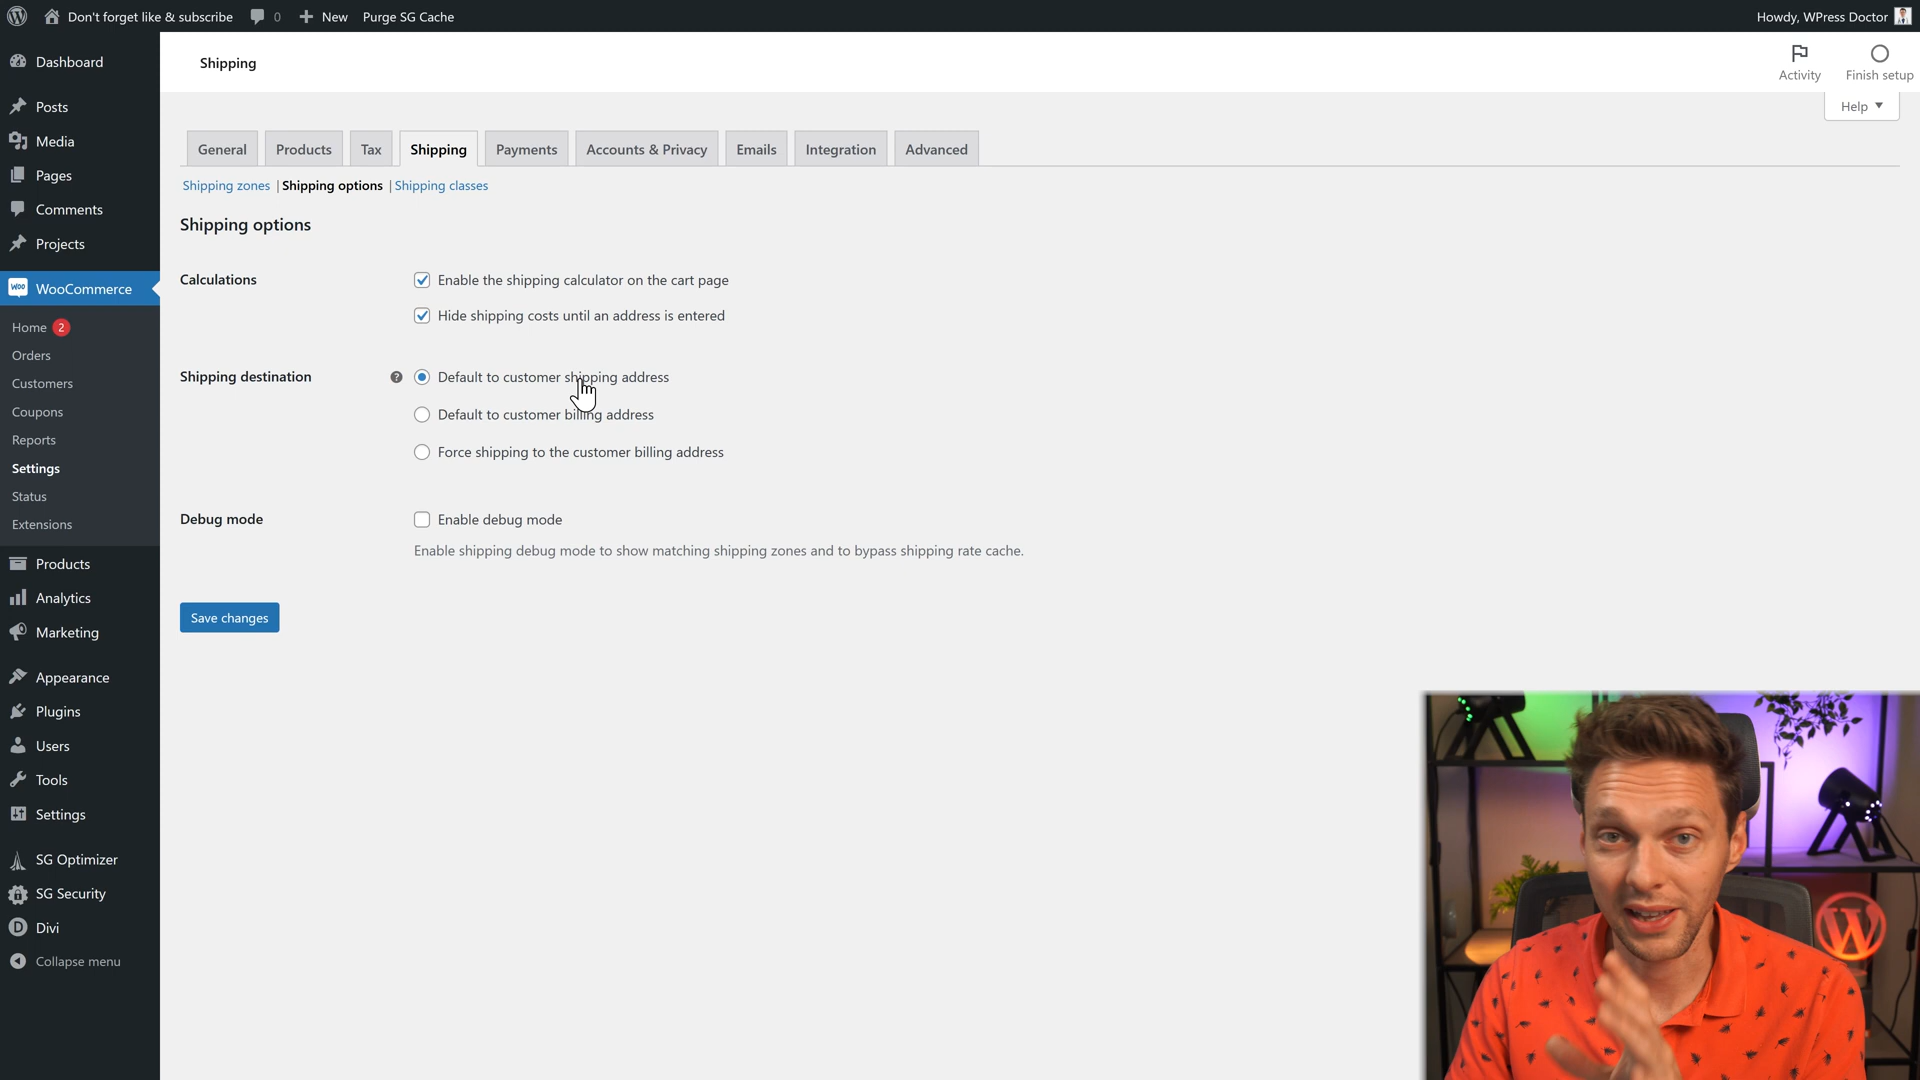 Don't forget like & subscribe 0 New Purge SG Cache Howdy, WPress Doctor
Dashboard
Posts
Media
Pages
Comments
Projects
WooCommerce
Home 2
Orders
Customers
Coupons
Reports
Settings
Status
Extensions
Products
Analytics
Marketing
Appearance
Plugins
Users
Tools
Settings
SG Optimizer
SG Security
Divi
Collapse menu
Shipping
Activity Finish setup
Help
General Products Tax Shipping Payments Accounts & Privacy Emails Integration Advanced
Shipping zones | Shipping options | Shipping classes
Shipping options
Calculations Enable the shipping calculator on the cart page
Hide shipping costs until an address is entered
Shipping destination Default to customer shipping address
Default to customer billing address
Force shipping to the customer billing address
Debug mode Enable debug mode
Enable shipping debug mode to show matching shipping zones and to bypass shipping rate cache.
Save changes